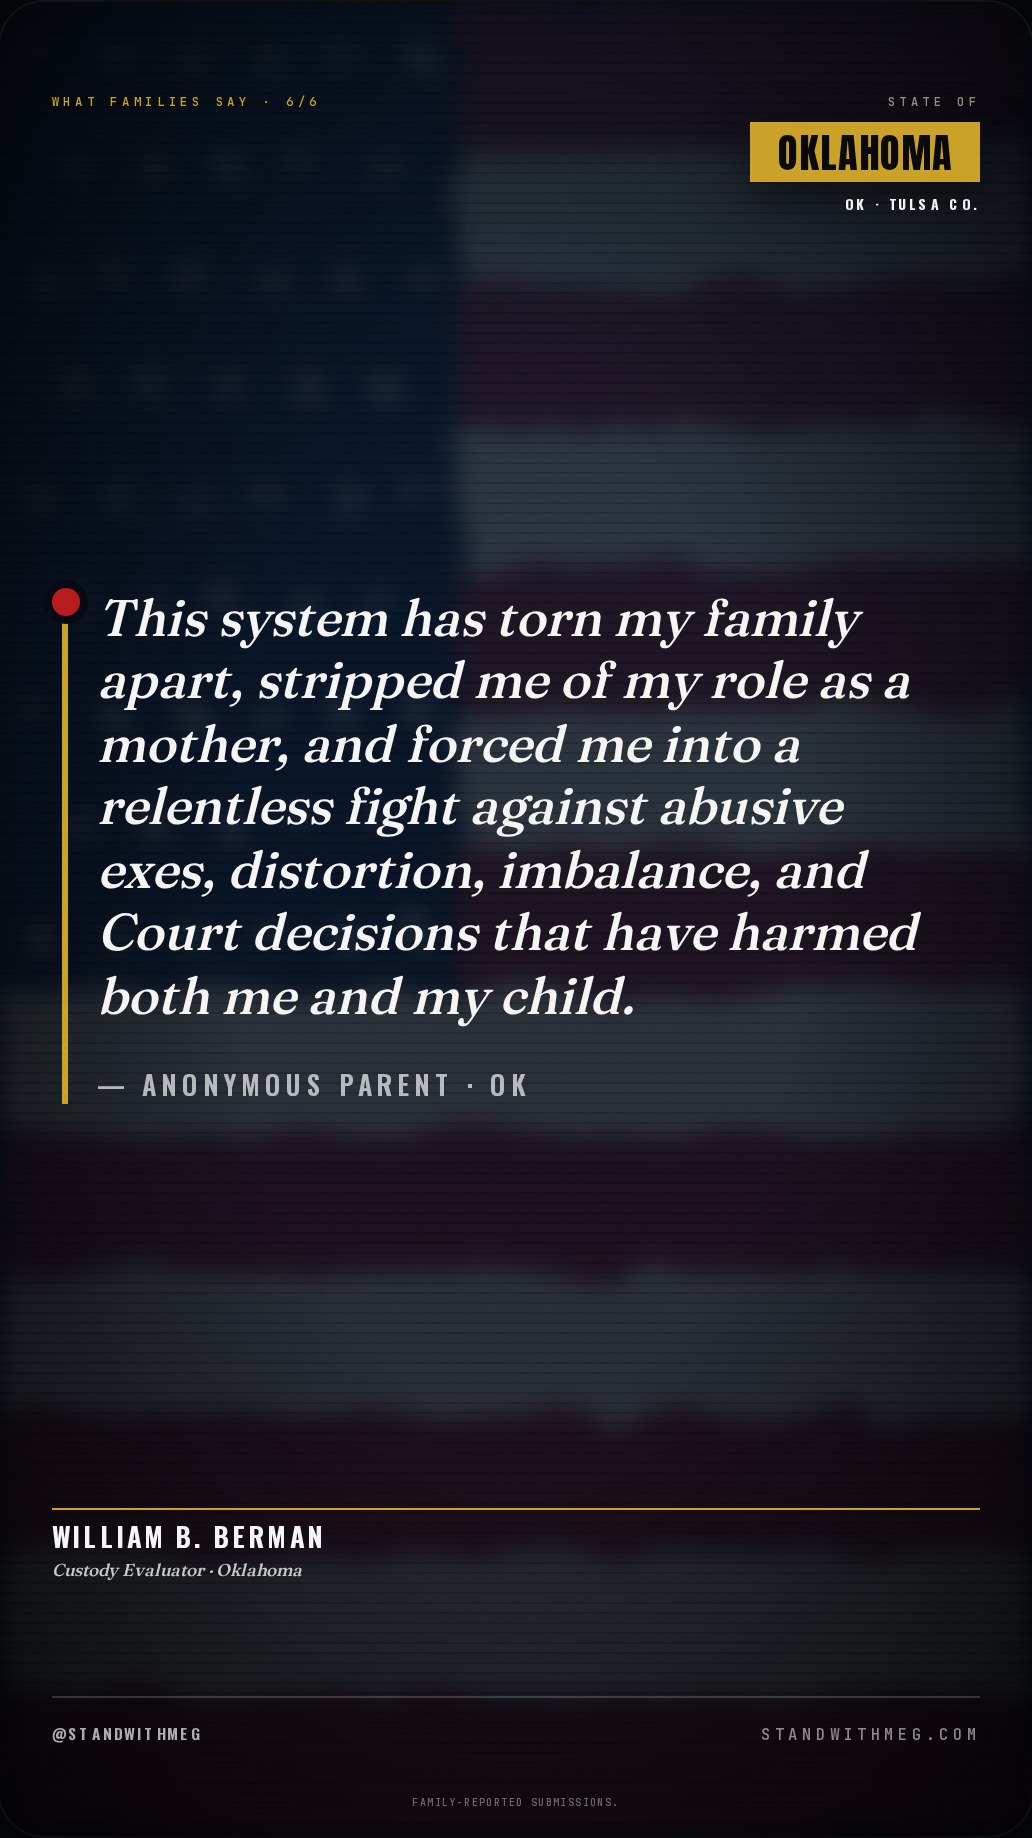 WHAT FAMILIES SAY · 6/6
STATE OF
OKLAHOMA
OK · TULSA CO.
This system has torn my family
apart, stripped me of my role as a
mother, and forced me into a
relentless fight against abusive
exes, distortion, imbalance, and
Court decisions that have harmed
both me and my child.
— ANONYMOUS PARENT · OK
WILLIAM B. BERMAN
Custody Evaluator · Oklahoma
@STANDWITHMEG
STANDWITHMEG.COM
FAMILY-REPORTED SUBMISSIONS.